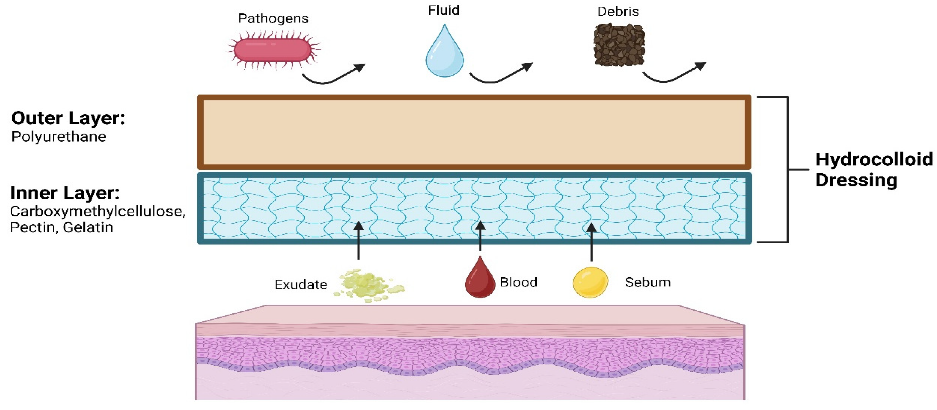 Pathogens
Fluid
Debris
Outer Layer:
Polyurethane
Inner Layer:
Carboxymethylcellulose,
Pectin, Gelatin
Hydrocolloid
Dressing
Exudate
Blood
Sebum